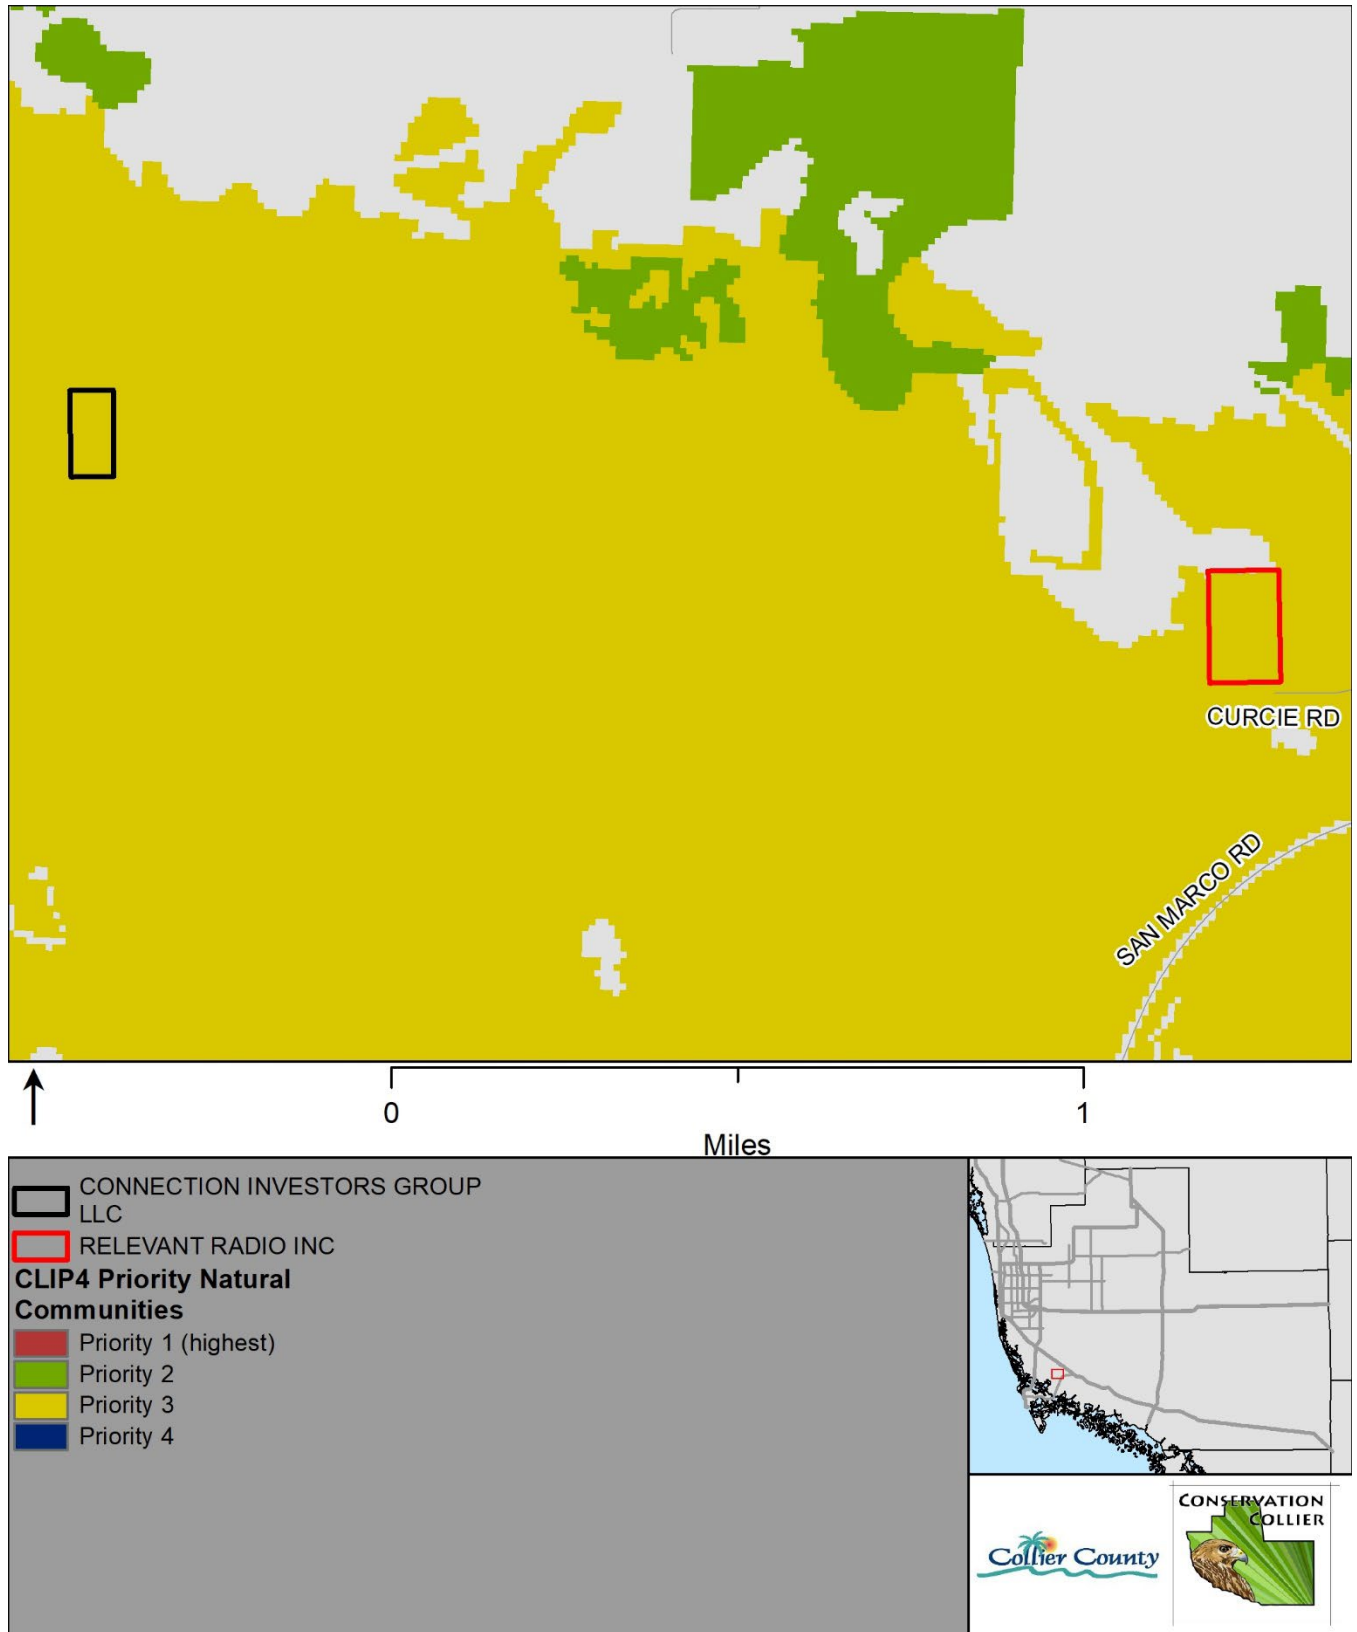 CURCIE RD
SAN MARCO RD
0
1
Miles
CONNECTION INVESTORS GROUP
LLC
RELEVANT RADIO INC
CLIP4 Priority Natural
Communities
Priority 1 (highest)
Priority 2
Priority 3
Priority 4
Collier County
CONSERVATION
COLLIER